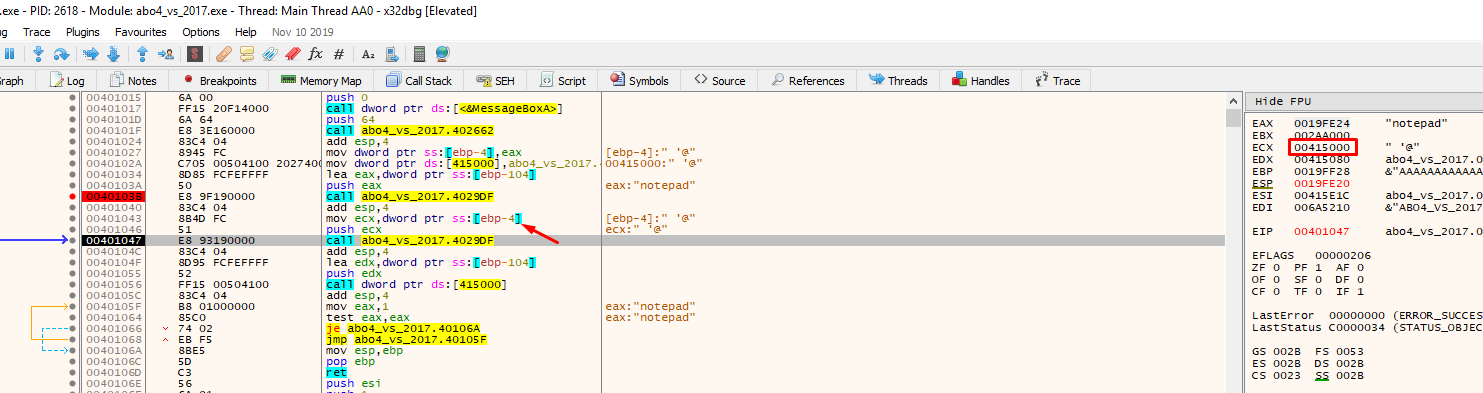 .exe - PID: 2618 - Module: abo4_vs_2017.exe - Thread: Main Thread AA0 - x32dbg [Elevated]
ug Trace Plugins Favourites Options Help Nov 10 2019
S fx # A2
raph Log Notes Breakpoints Memory Map Call Stack SEH Script Symbols Source References Threads Handles Trace
00401015 6A 00 push 0
00401017 FF15 20F14000 call dword ptr ds:[<&MessageBoxA>]
0040101D 6A 64 push 64
0040101F E8 3E160000 call abo4_vs_2017.402662
00401024 83C4 04 add esp,4
00401027 8945 FC mov dword ptr ss:[ebp-4],eax [ebp-4]:" '@"
0040102A C705 00504100 202740 mov dword ptr ds:[415000],abo4_vs_2017. 00415000:" '@"
00401034 8D85 FCFEFFFF lea eax,dword ptr ss:[ebp-104]
0040103A 50 push eax eax:"notepad"
0040103B E8 9F190000 call abo4_vs_2017.4029DF
00401040 83C4 04 add esp,4
00401043 8B4D FC mov ecx,dword ptr ss:[ebp-4] [ebp-4]:" '@"
00401046 51 push ecx ecx:" '@"
00401047 E8 93190000 call abo4_vs_2017.4029DF
0040104C 83C4 04 add esp,4
0040104F 8D95 FCFEFFFF lea edx,dword ptr ss:[ebp-104]
00401055 52 push edx
00401056 FF15 00504100 call dword ptr ds:[415000]
0040105C 83C4 04 add esp,4
0040105F B8 01000000 mov eax,1 eax:"notepad"
00401064 85C0 test eax,eax eax:"notepad"
00401066 74 02 je abo4_vs_2017.40106A
00401068 EB F5 jmp abo4_vs_2017.40105F
0040106A 8BE5 mov esp,ebp
0040106C 5D pop ebp
0040106D C3 ret
0040106E 56 push esi
Hide FPU
EAX 0019FE24 "notepad"
EBX 002AA000
ECX 00415000 " '@"
EDX 00415080 abo4_vs_2017.0
EBP 0019FF28 &"AAAAAAAAAAAA
ESP 0019FE20
ESI 00415E1C abo4_vs_2017.0
EDI 006A5210 &"ABO4_VS_2017
EIP 00401047 abo4_vs_2017.0
EFLAGS 00000206
ZF 0 PF 1 AF 0
OF 0 SF 0 DF 0
CF 0 TF 0 IF 1
LastError 00000000 (ERROR_SUCCES
LastStatus C0000034 (STATUS_OBJEC
GS 002B FS 0053
ES 002B DS 002B
CS 0023 SS 002B